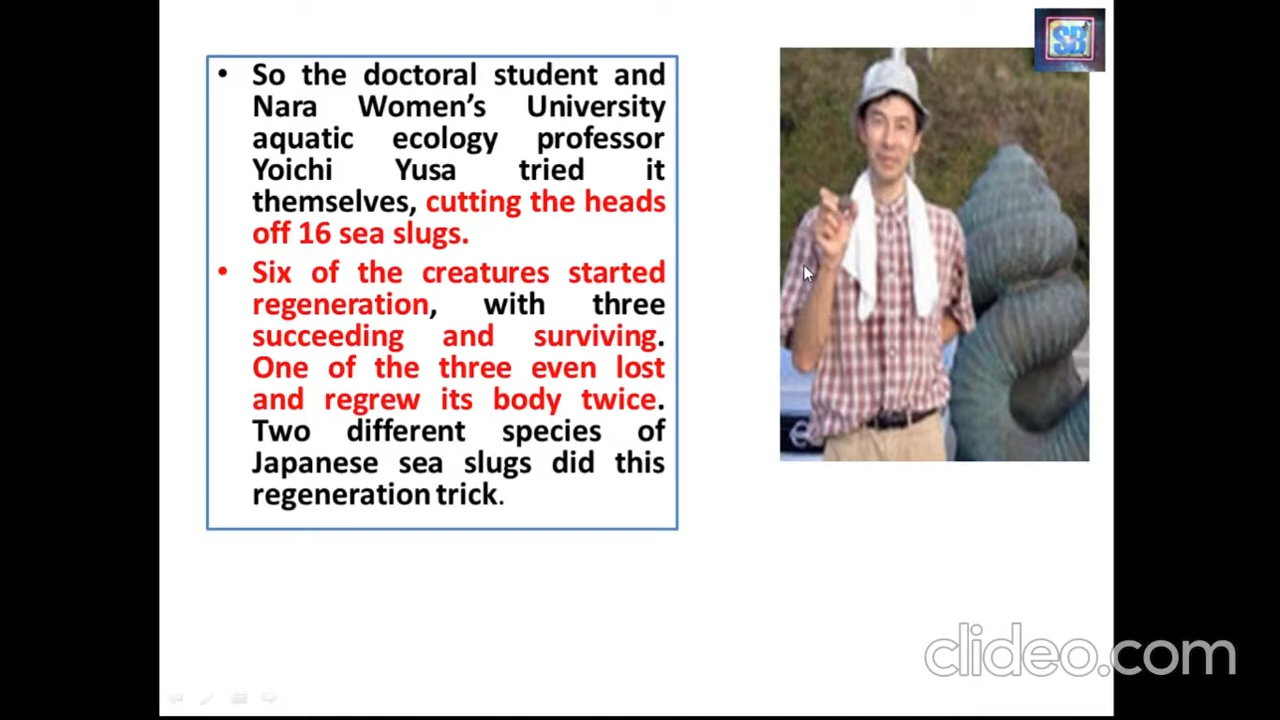 SB
• So the doctoral student and
Nara Women's University
aquatic ecology professor
Yoichi Yusa tried it
themselves, cutting the heads
off 16 sea slugs.
• Six of the creatures started
regeneration, with three
succeeding and surviving.
One of the three even lost
and regrew its body twice.
Two different species of
Japanese sea slugs did this
regeneration trick.
clideo.com